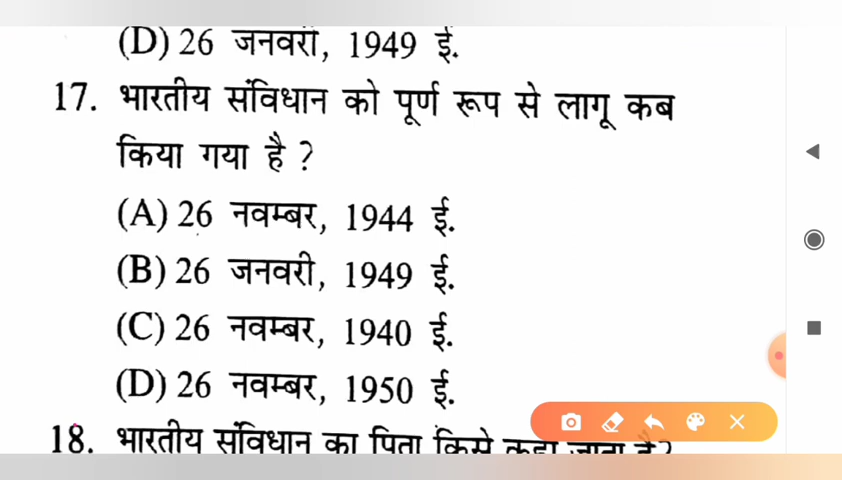 (D) 26 जनवरी, 1949 ई.
17. भारतीय संविधान को पूर्ण रूप से लागू कब
किया गया है ?
(A) 26 नवम्बर, 1944 ई.
(B) 26 जनवरी, 1949 ई.
(C) 26 नवम्बर, 1940 ई.
(D) 26 नवम्बर, 1950 ई.
18. भारतीय संविधान का पिता किसे कहा जाता है?